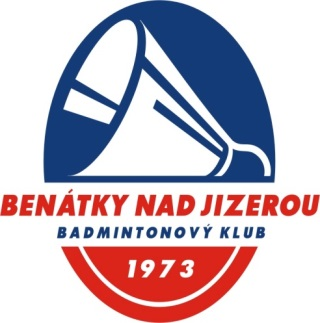 BENÁTKY NAD JIZEROU
BADMINTONOVÝ KLUB
1973